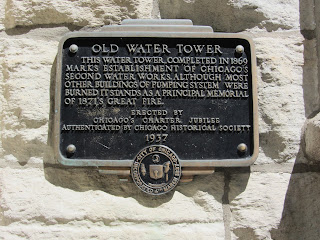 OLD WATER TOWER
THIS WATER TOWER, COMPLETED IN 1869
MARKS ESTABLISHMENT OF CHICAGO'S
SECOND WATER WORKS. ALTHOUGH MOST
OTHER BUILDINGS OF PUMPING SYSTEM WERE
BURNED IT STANDS AS A PRINCIPAL MEMORIAL
OF 1871'S GREAT FIRE.
ERECTED BY
CHICAGO'S CHARTER JUBILEE
AUTHENTICATED BY CHICAGO HISTORICAL SOCIETY
1937